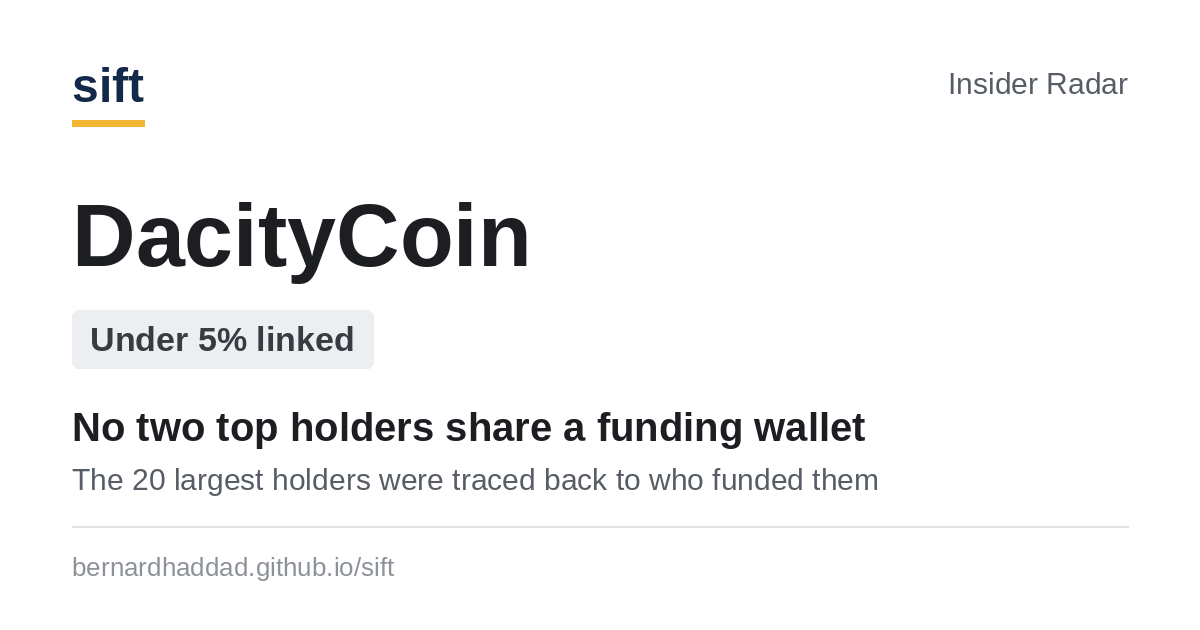 sift
Insider Radar
DacityCoin
Under 5% linked
No two top holders share a funding wallet
The 20 largest holders were traced back to who funded them
bernardhaddad.github.io/sift